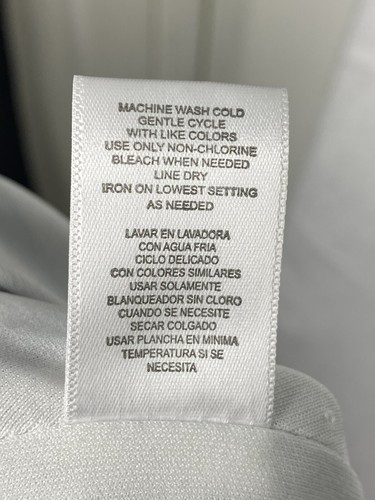 MACHINE WASH COLD
GENTLE CYCLE
WITH LIKE COLORS
USE ONLY NON-CHLORINE
BLEACH WHEN NEEDED
LINE DRY
IRON ON LOWEST SETTING
AS NEEDED
LAVAR EN LAVADORA
CON AGUA FRIA
CICLO DELICADO
CON COLORES SIMILARES
USAR SOLAMENTE
BLANQUEADOR SIN CLORO
CUANDO SE NECESITE
SECAR COLGADO
USAR PLANCHA EN MINIMA
TEMPERATURA SI SE
NECESITA